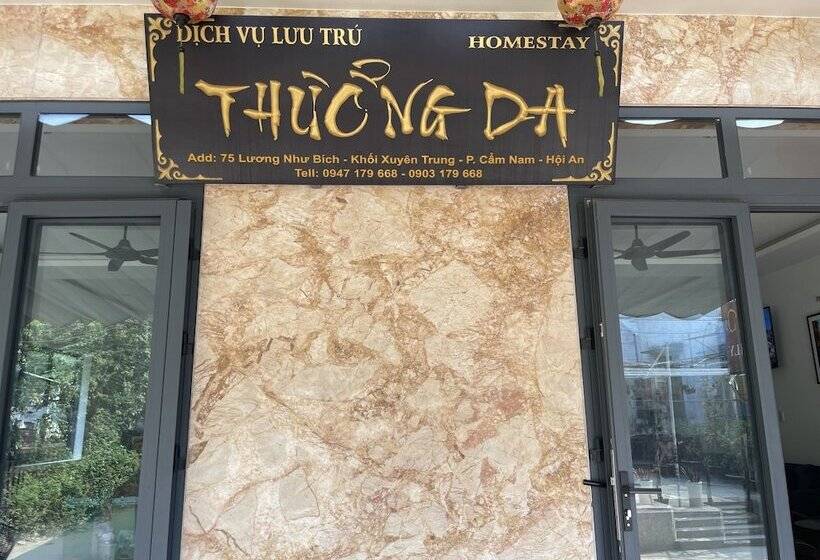 DỊCH VỤ LƯU TRÚ
HOMESTAY
THƯỞNG DA
Add: 75 Lương Như Bích - Khối Xuyên Trung - P. Cẩm Nam - Hội An
Tell: 0947 179 668 - 0903 179 668